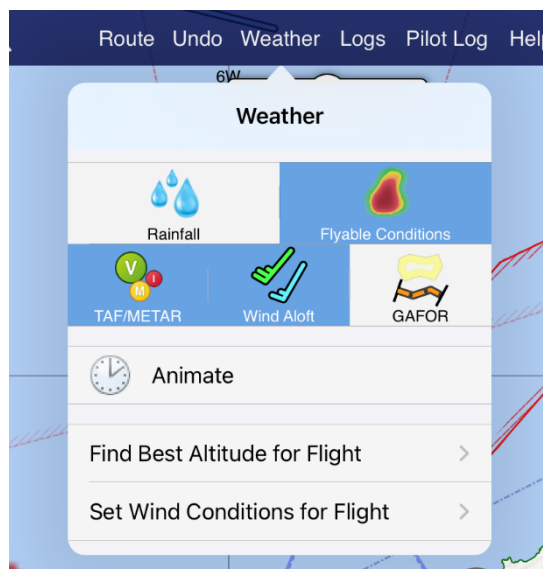 Route Undo Weather Logs Pilot Log Hel
6W
Weather
Rainfall
Flyable Conditions
V
I
M
TAF/METAR
Wind Aloft
GAFOR
Animate
Find Best Altitude for Flight
Set Wind Conditions for Flight